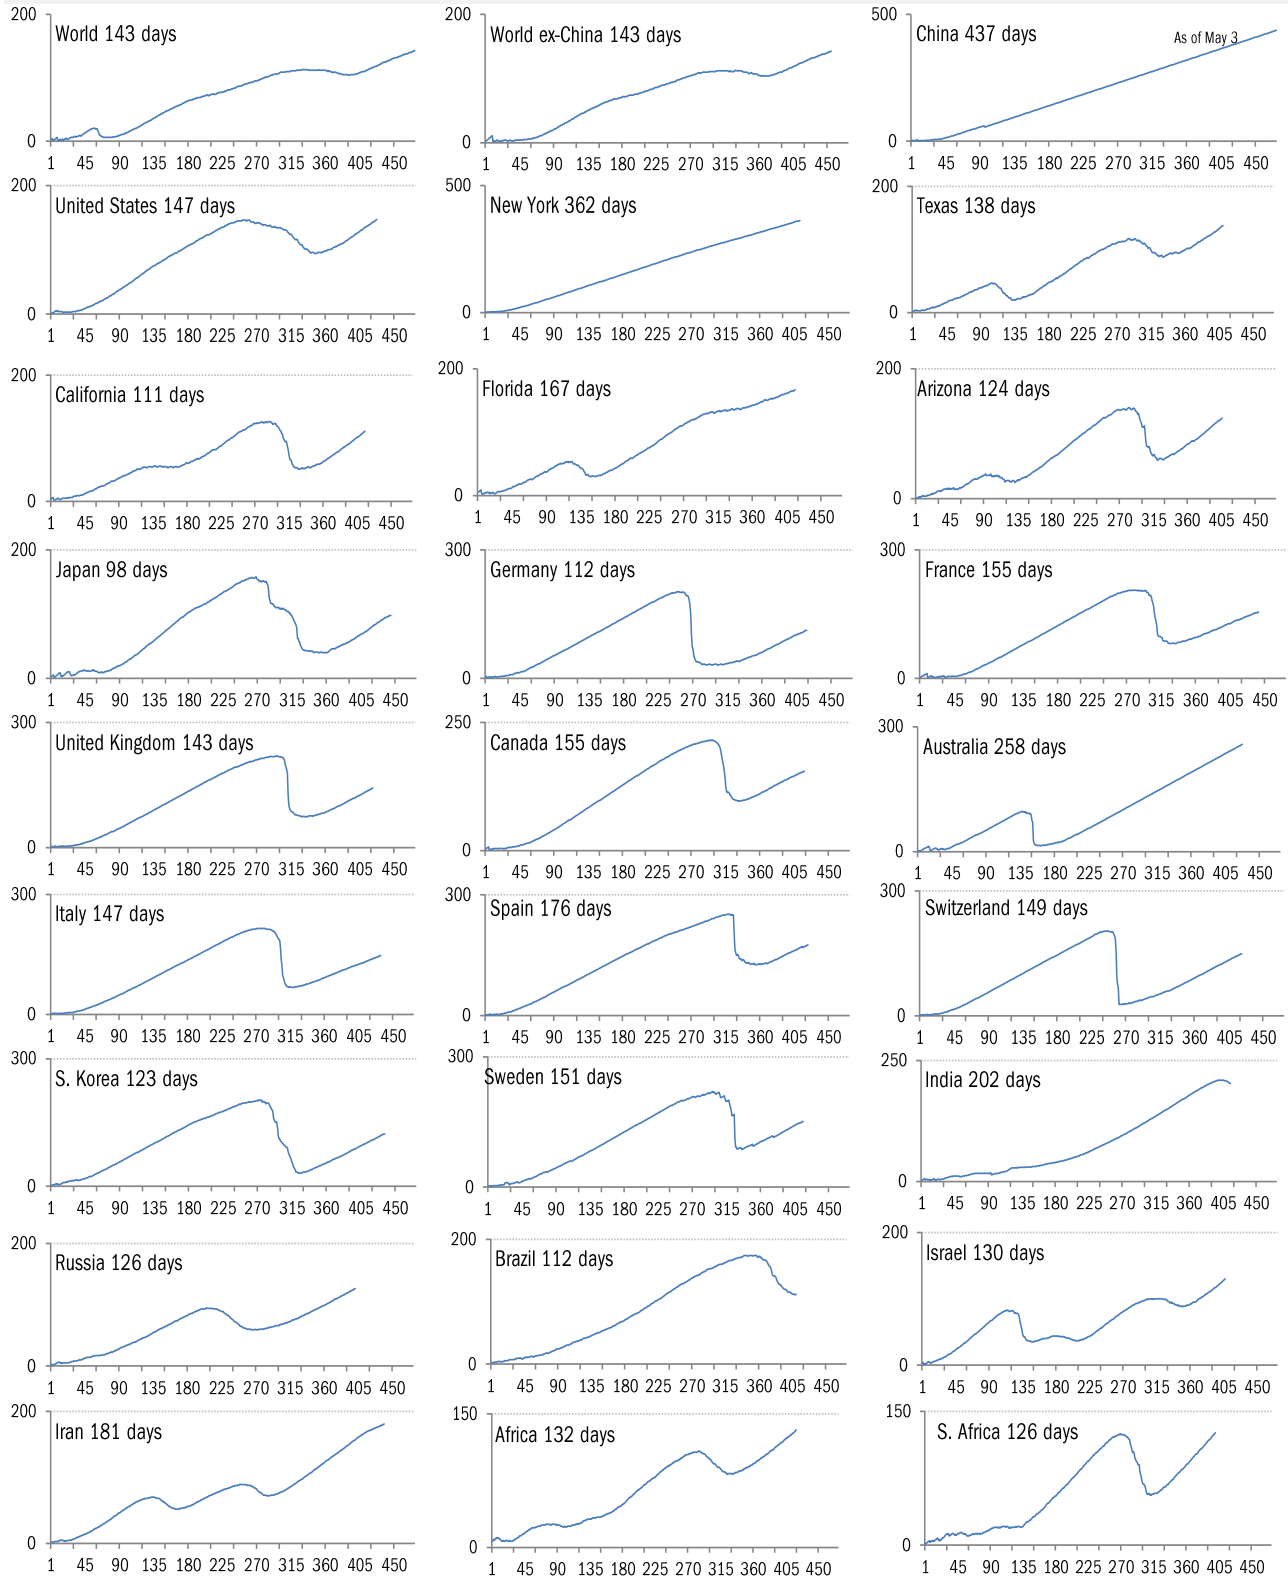 200
World 143 days
0
1 45 90 135 180 225 270 315 360 405 450
200
World ex-China 143 days
0
1 45 90 135 180 225 270 315 360 405 450
500
China 437 days
As of May 3
250
0
1 45 90 135 180 225 270 315 360 405 450
200
United States 147 days
0
1 45 90 135 180 225 270 315 360 405 450
500
New York 362 days
0
1 45 90 135 180 225 270 315 360 405 450
200
Texas 138 days
0
1 45 90 135 180 225 270 315 360 405 450
200
California 111 days
0
1 45 90 135 180 225 270 315 360 405 450
200
Florida 167 days
0
1 45 90 135 180 225 270 315 360 405 450
200
Arizona 124 days
0
1 45 90 135 180 225 270 315 360 405 450
200
Japan 98 days
100
0
1 45 90 135 180 225 270 315 360 405 450
300
Germany 112 days
0
1 45 90 135 180 225 270 315 360 405 450
300
France 155 days
0
1 45 90 135 180 225 270 315 360 405 450
300
United Kingdom 143 days
0
1 45 90 135 180 225 270 315 360 405 450
250
Canada 155 days
0
1 45 90 135 180 225 270 315 360 405 450
300
Australia 258 days
0
1 45 90 135 180 225 270 315 360 405 450
300
Italy 147 days
0
1 45 90 135 180 225 270 315 360 405 450
300
Spain 176 days
0
1 45 90 135 180 225 270 315 360 405 450
300
Switzerland 149 days
0
1 45 90 135 180 225 270 315 360 405 450
300
S. Korea 123 days
0
1 45 90 135 180 225 270 315 360 405 450
300
Sweden 151 days
0
1 45 90 135 180 225 270 315 360 405 450
250
India 202 days
0
1 45 90 135 180 225 270 315 360 405 450
200
Russia 126 days
0
1 45 90 135 180 225 270 315 360 405 450
200
Brazil 112 days
0
1 45 90 135 180 225 270 315 360 405 450
200
Israel 130 days
0
1 45 90 135 180 225 270 315 360 405 450
200
Iran 181 days
0
1 45 90 135 180 225 270 315 360 405 450
150
Africa 132 days
0
1 45 90 135 180 225 270 315 360 405 450
150
S. Africa 126 days
0
1 45 90 135 180 225 270 315 360 405 450